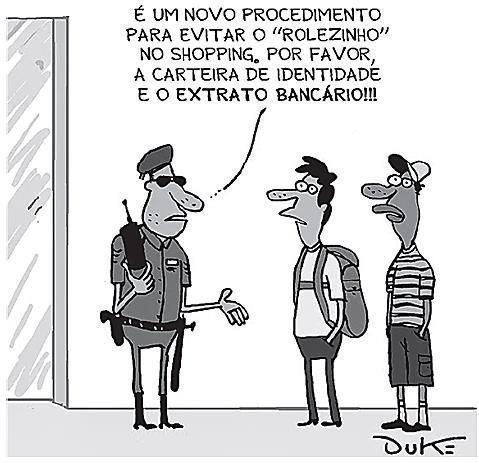 É UM NOVO PROCEDIMENTO
PARA EVITAR O "ROLEZINHO"
NO SHOPPING. POR FAVOR,
A CARTEIRA DE IDENTIDADE
E O EXTRATO BANCÁRIO!!!
DUKE